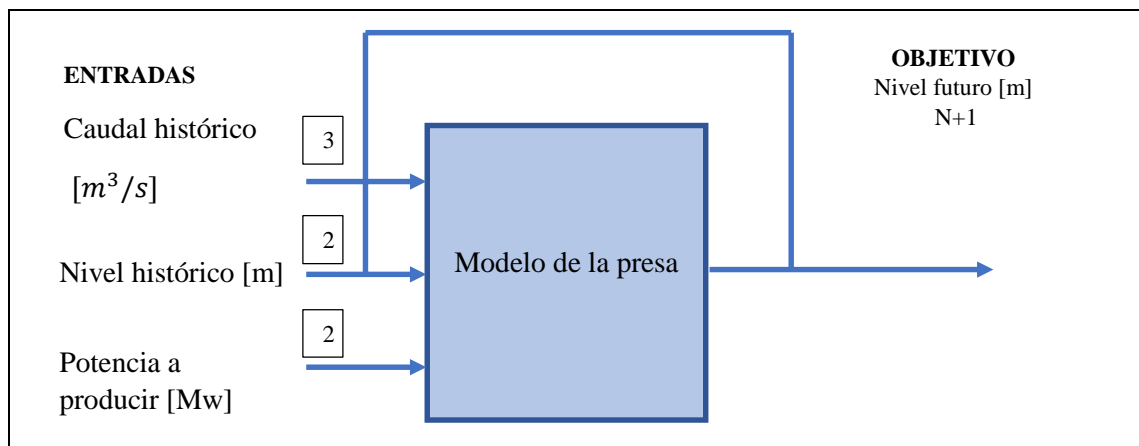 ENTRADAS
Caudal histórico
[m³/s]
3
Nivel histórico [m]
2
Potencia a
producir [Mw]
2
Modelo de la presa
OBJETIVO
Nivel futuro [m]
N+1